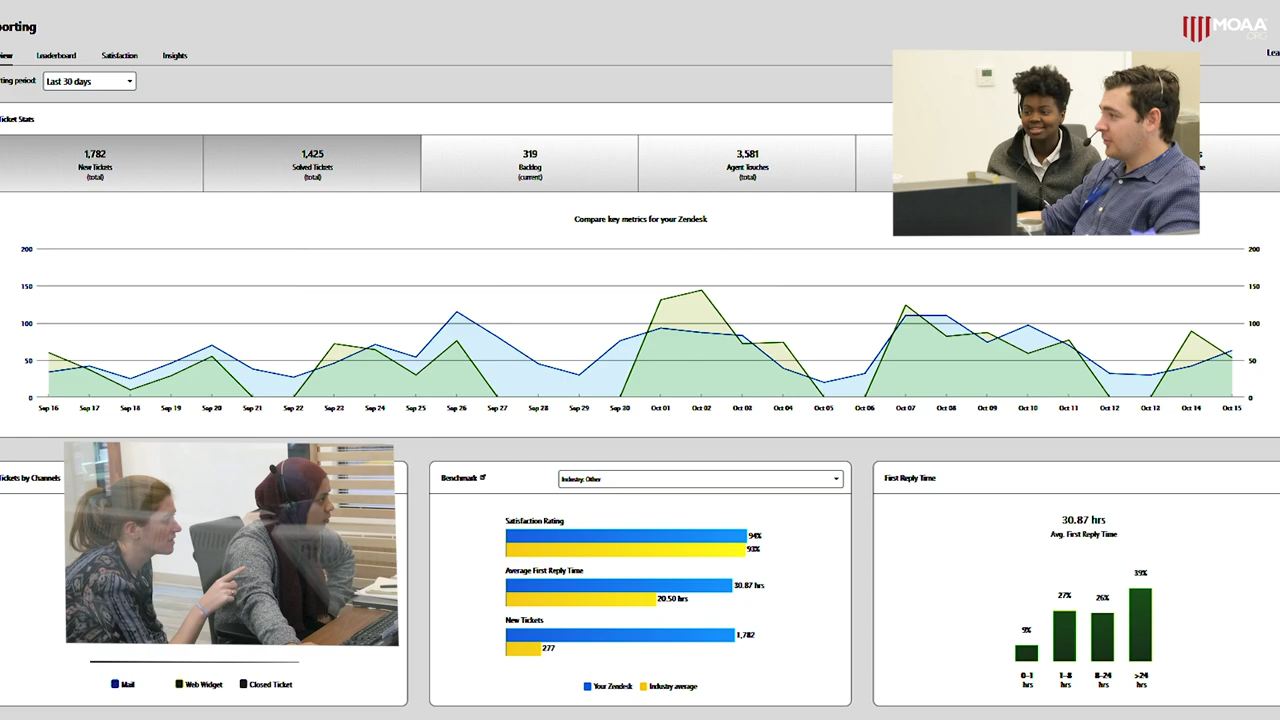 orting
MOAA
.ORG
iew Leaderboard Satisfaction Insights
Lea
ting period: Last 30 days
Ticket Stats
1,782 1,425 319 3,581
New Tickets Solved Tickets Backlog Agent Touches
(total) (total) (current) (total)
Compare key metrics for your Zendesk
200 200
150 150
100 100
50 50
0 0
Sep 16 Sep 17 Sep 18 Sep 19 Sep 20 Sep 21 Sep 22 Sep 23 Sep 24 Sep 25 Sep 26 Sep 27 Sep 28 Sep 29 Sep 30 Oct 01 Oct 02 Oct 03 Oct 04 Oct 05 Oct 06 Oct 07 Oct 08 Oct 09 Oct 10 Oct 11 Oct 12 Oct 13 Oct 14 Oct 15
Tickets by Channels
Mail Web Widget Closed Ticket
Benchmark Industry: Other
Satisfaction Rating
94%
93%
Average First Reply Time
30.87 hrs
20.50 hrs
New Tickets
1,782
277
Your Zendesk Industry average
First Reply Time
30.87 hrs
Avg. First Reply Time
9% 27% 26% 39%
0-1 1-8 8-24 >24
hrs hrs hrs hrs